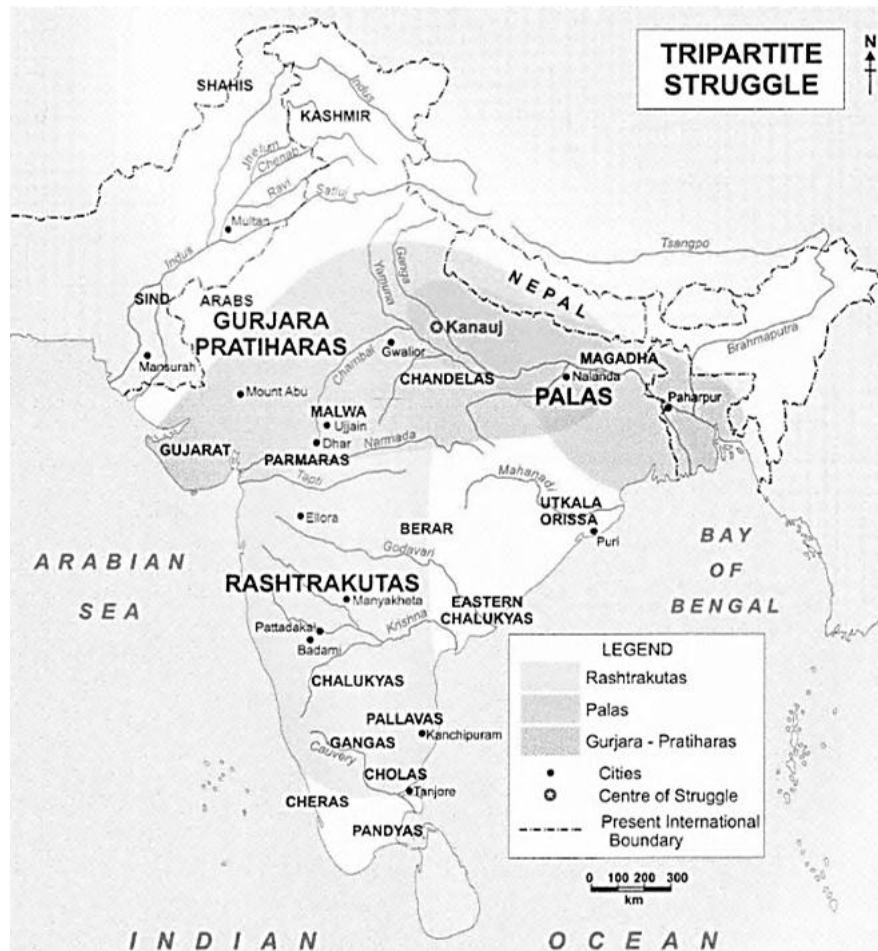 TRIPARTITE
STRUGGLE
N
SHAHIS
Indus
KASHMIR
Jhelum
Chenab
Ravi
Satluj
Multan
Indus
Tsangpo
SIND
ARABS
Yamuna
Ganga
NEPAL
GURJARA
PRATIHARAS
Kanauj
Brahmaputra
Mansurah
Gwalior
MAGADHA
Chambal
CHANDELAS
Nalanda
Mount Abu
PALAS
Paharpur
MALWA
Ujjain
GUJARAT
Dhar
Narmada
PARMARAS
Tapti
Mahanadi
Ellora
BERAR
UTKALA
ORISSA
Puri
Godavari
ARABIAN
SEA
BAY
OF
BENGAL
RASHTRAKUTAS
Manyakheta
EASTERN
CHALUKYAS
Krishna
Pattadakal
Badami
CHALUKYAS
PALLAVAS
Kanchipuram
GANGAS
Cauvery
CHOLAS
Tanjore
CHERAS
PANDYAS
LEGEND
Rashtrakutas
Palas
Gurjara - Pratiharas
Cities
Centre of Struggle
Present International
Boundary
0 100 200 300
km
INDIAN OCEAN